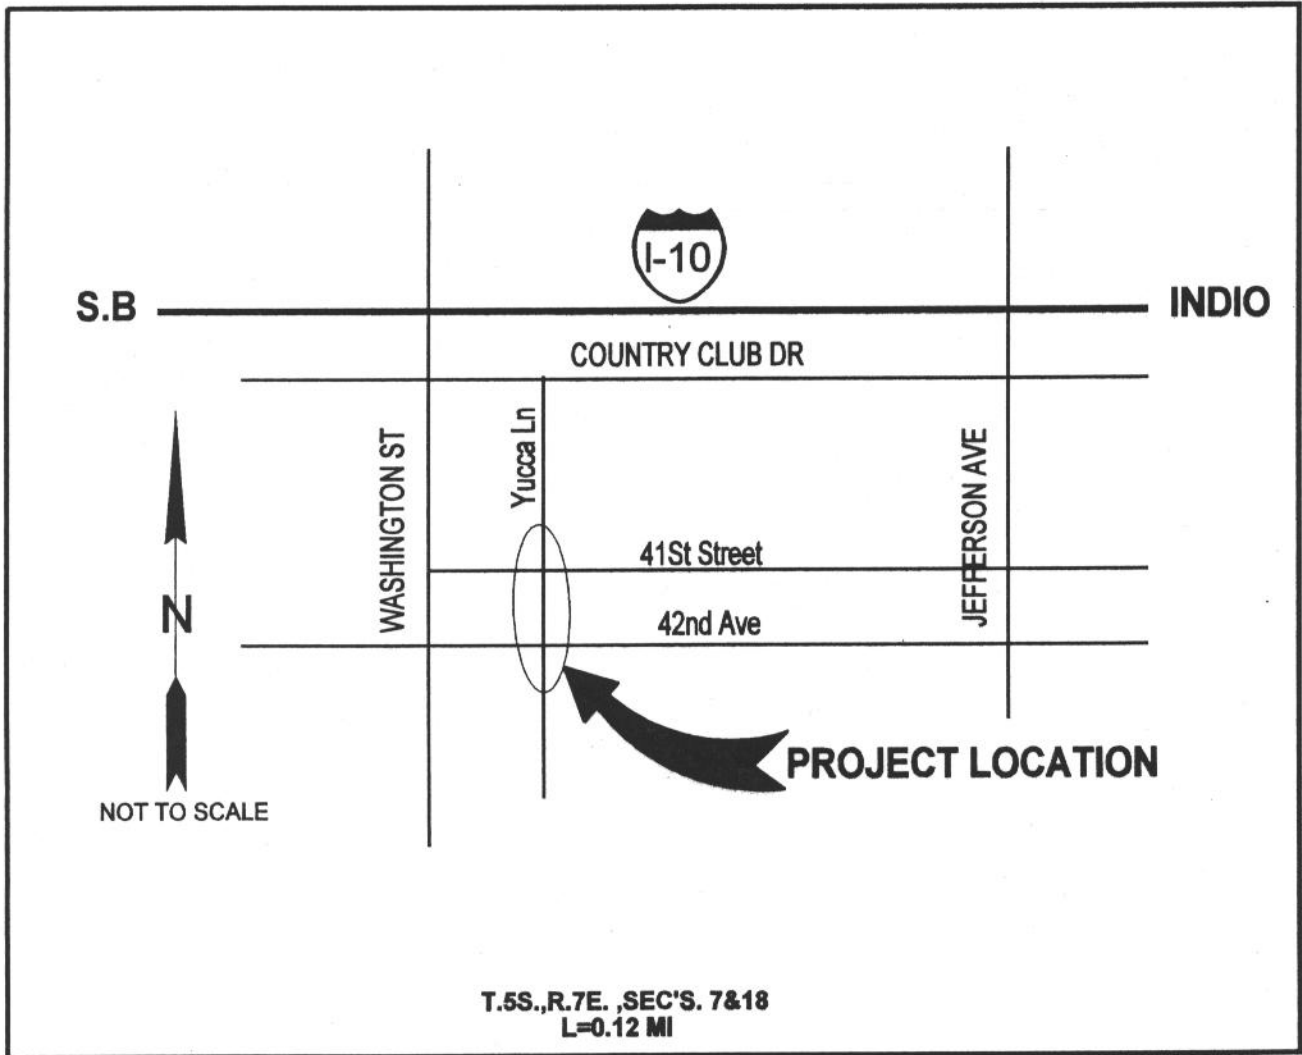 I-10
S.B
INDIO
COUNTRY CLUB DR
WASHINGTON ST
Yucca Ln
JEFFERSON AVE
41St Street
N
42nd Ave
PROJECT LOCATION
NOT TO SCALE
T.5S.,R.7E. ,SEC'S. 7&18
L=0.12 MI